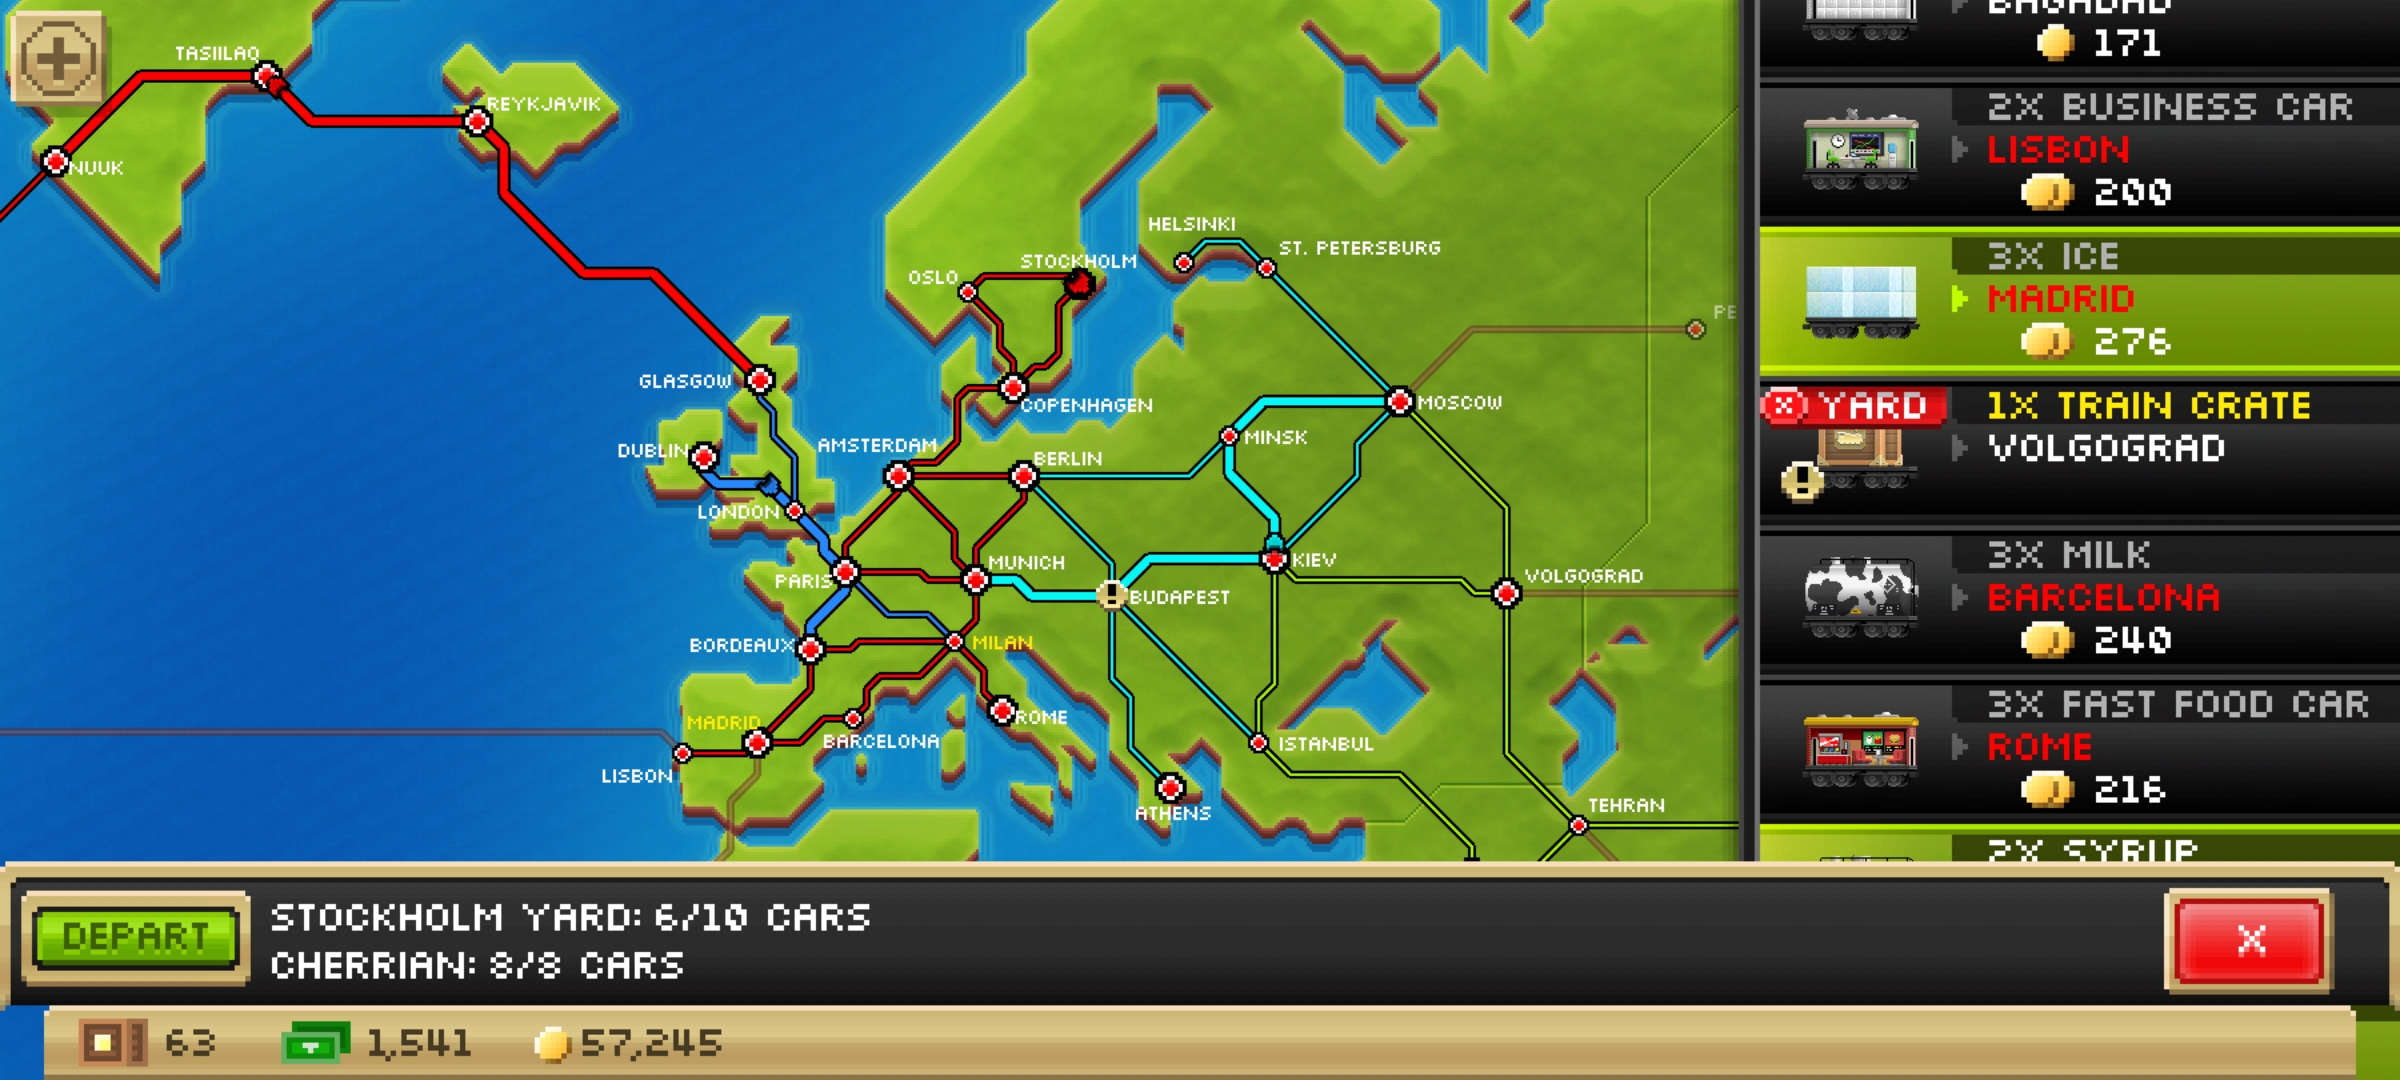 TASIILAQ
REYKJAVIK
NUUK
HELSINKI
ST. PETERSBURG
STOCKHOLM
OSLO
PE
GLASGOW
COPENHAGEN
MOSCOW
DUBLIN
AMSTERDAM
BERLIN
MINSK
LONDON
MUNICH
KIEV
PARIS
BUDAPEST
VOLGOGRAD
BORDEAUX
MILAN
MADRID
ROME
BARCELONA
ISTANBUL
LISBON
ATHENS
TEHRAN
BAGHDAD
171
2X BUSINESS CAR
LISBON
200
3X ICE
MADRID
276
YARD
1X TRAIN CRATE
VOLGOGRAD
3X MILK
BARCELONA
240
3X FAST FOOD CAR
ROME
216
2X SYRUP
DEPART
STOCKHOLM YARD: 6/10 CARS
CHERRIAN: 8/8 CARS
X
63
1,541
57,245